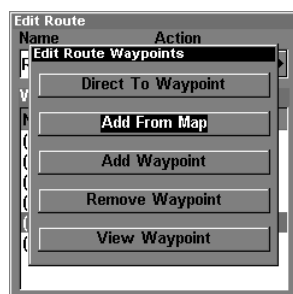 Edit Route
Name Action
Edit Route Waypoints
Direct To Waypoint
Add From Map
Add Waypoint
Remove Waypoint
View Waypoint